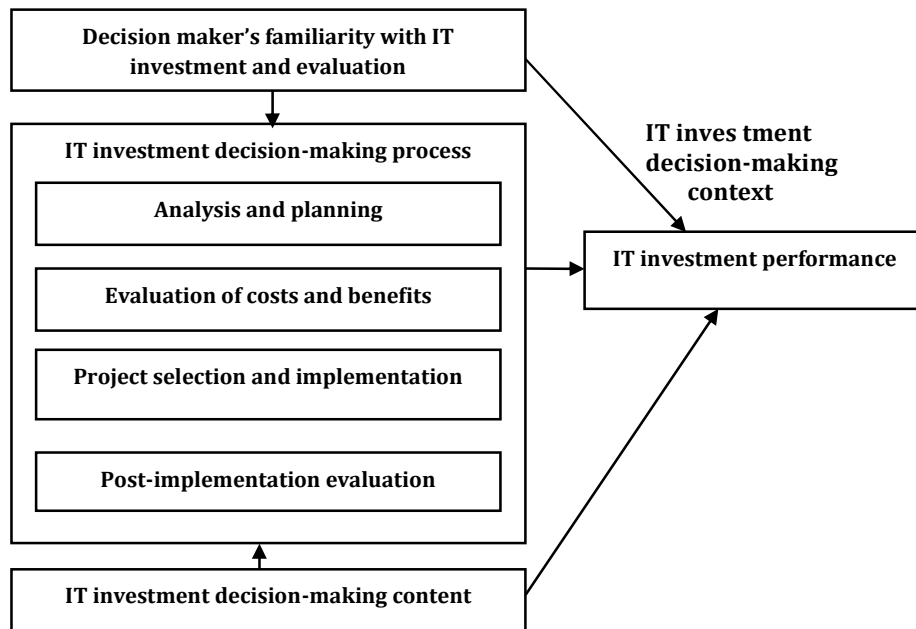 Decision maker’s familiarity with IT
investment and evaluation
IT investment decision-making process
Analysis and planning
Evaluation of costs and benefits
Project selection and implementation
Post-implementation evaluation
IT investment decision-making content
IT inves tment
decision-making
context
IT investment performance